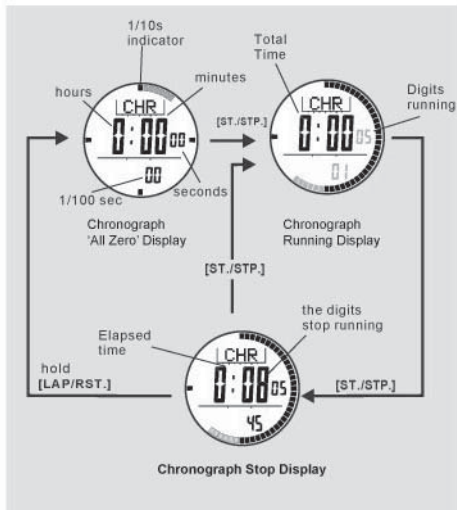 1/10s
indicator
hours
minutes
CHR
0:00 00
00
1/100 sec
seconds
Chronograph
'All Zero' Display
[ST./STP.]
Total
Time
Digits
running
CHR
0:00 05
01
Chronograph
Running Display
[ST./STP.]
Elapsed
time
the digits
stop running
CHR
0:08 05
45
hold
[LAP/RST.]
[ST./STP.]
Chronograph Stop Display